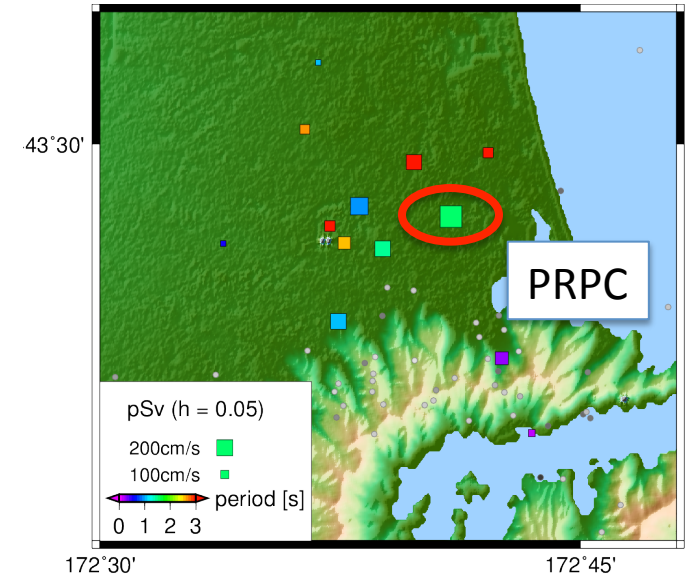 43˚30'
PRPC
pSv (h = 0.05)
200cm/s
100cm/s
period [s]
0 1 2 3
172˚30'
172˚45'